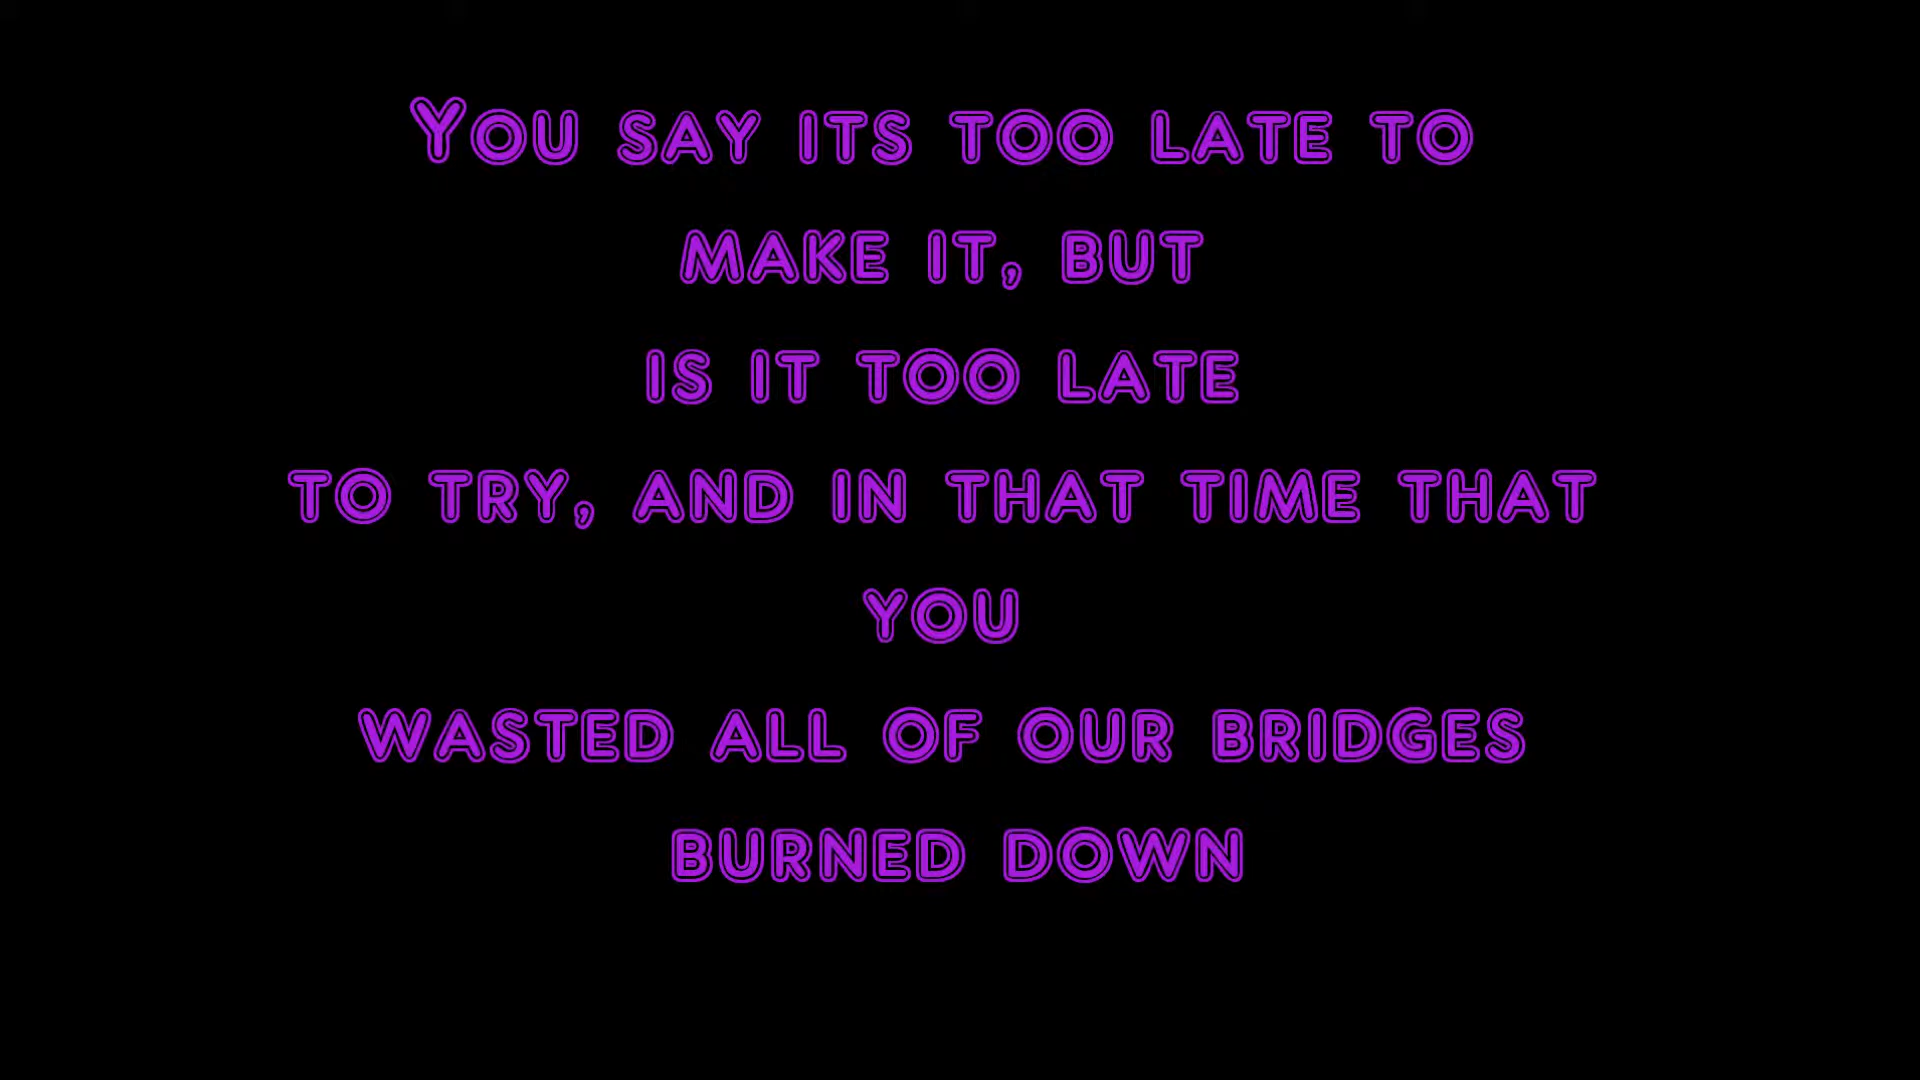 You say its too late to
make it, but
is it too late
to try, and in that time that
you
wasted all of our bridges
burned down